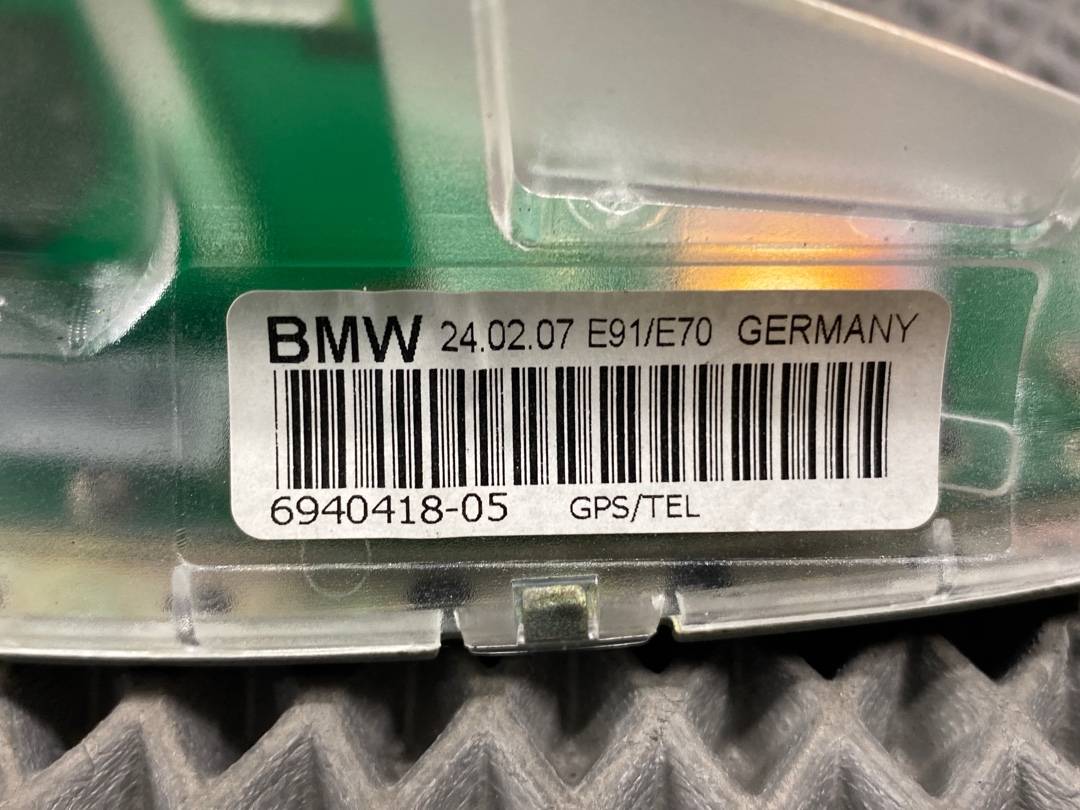 BMW 24.02.07 E91/E70 GERMANY
6940418-05 GPS/TEL